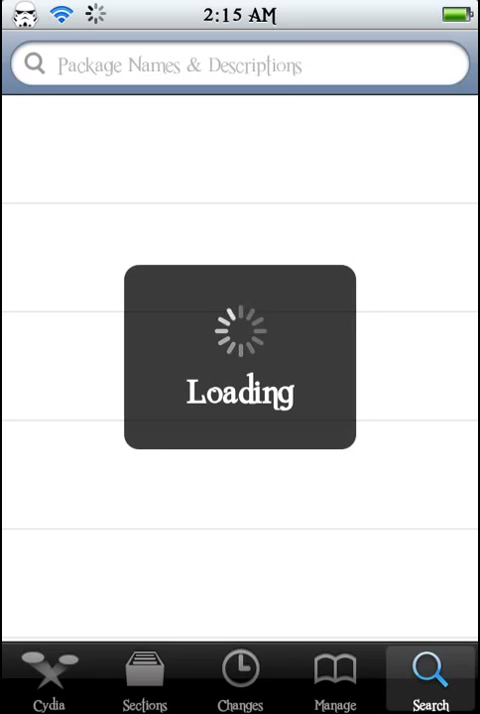 2:15 AM
Package Names & Descriptions
Loading
Cydia
Sections
Changes
Manage
Search